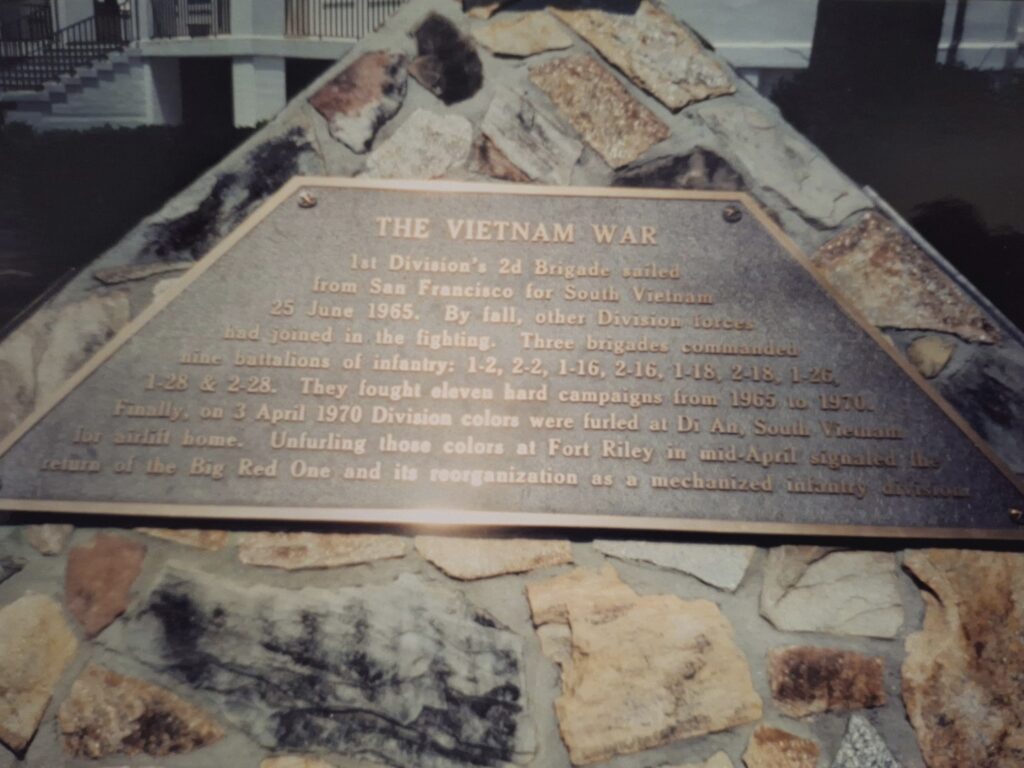 THE VIETNAM WAR
1st Division's 2d Brigade sailed
from San Francisco for South Vietnam
25 June 1965. By fall, other Division forces
had joined in the fighting. Three brigades commanded
nine battalions of infantry: 1-2, 2-2, 1-16, 2-16, 1-18, 2-18, 1-26,
1-28 & 2-28. They fought eleven hard campaigns from 1965 to 1970.
Finally, on 3 April 1970 Division colors were furled at Di An, South Vietnam
for airlift home. Unfurling those colors at Fort Riley in mid-April signaled the
return of the Big Red One and its reorganization as a mechanized infantry division.